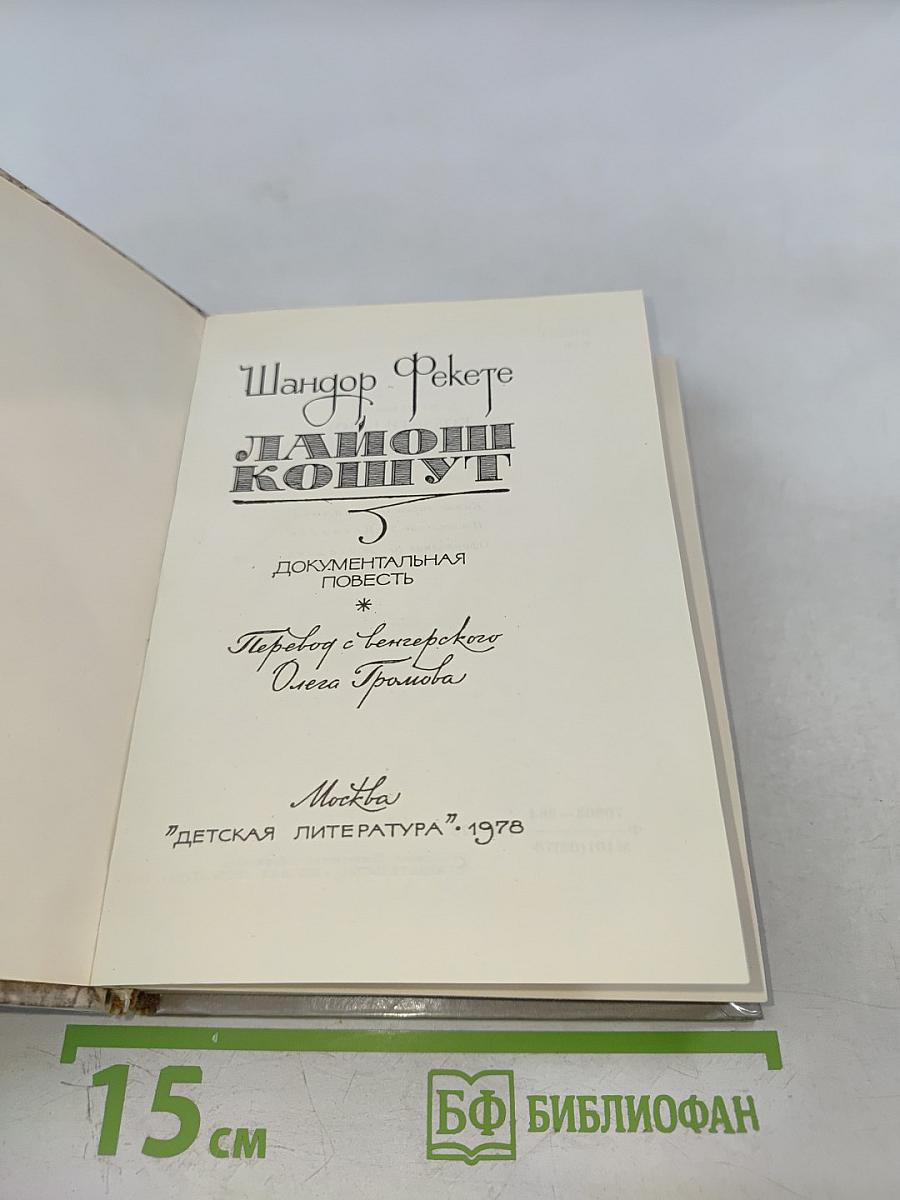 Шандор Фекете
ЛАЙОШ
КОШУТ
ДОКУМЕНТАЛЬНАЯ
ПОВЕСТЬ
*
Перевод с венгерского
Олега Громова
Москва
"ДЕТСКАЯ ЛИТЕРАТУРА" • 1978
15 см
БФ БИБЛИОФАН